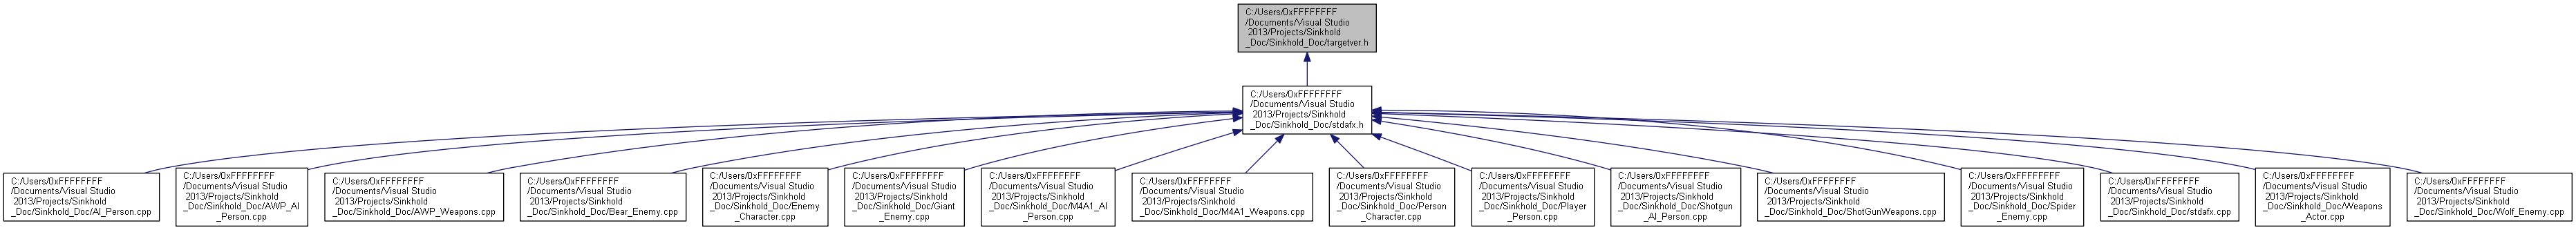 C:/Users/0xFFFFFFFF
/Documents/Visual Studio
2013/Projects/Sinkhold
_Doc/Sinkhold_Doc/targetver.h
C:/Users/0xFFFFFFFF
/Documents/Visual Studio
2013/Projects/Sinkhold
_Doc/Sinkhold_Doc/stdafx.h
C:/Users/0xFFFFFFFF
/Documents/Visual Studio
2013/Projects/Sinkhold
_Doc/Sinkhold_Doc/AI_Person.cpp
C:/Users/0xFFFFFFFF
/Documents/Visual Studio
2013/Projects/Sinkhold
_Doc/Sinkhold_Doc/AWP_AI
_Person.cpp
C:/Users/0xFFFFFFFF
/Documents/Visual Studio
2013/Projects/Sinkhold
_Doc/Sinkhold_Doc/AWP_Weapons.cpp
C:/Users/0xFFFFFFFF
/Documents/Visual Studio
2013/Projects/Sinkhold
_Doc/Sinkhold_Doc/Bear_Enemy.cpp
C:/Users/0xFFFFFFFF
/Documents/Visual Studio
2013/Projects/Sinkhold
_Doc/Sinkhold_Doc/Enemy
_Character.cpp
C:/Users/0xFFFFFFFF
/Documents/Visual Studio
2013/Projects/Sinkhold
_Doc/Sinkhold_Doc/Giant
_Enemy.cpp
C:/Users/0xFFFFFFFF
/Documents/Visual Studio
2013/Projects/Sinkhold
_Doc/Sinkhold_Doc/M4A1_AI
_Person.cpp
C:/Users/0xFFFFFFFF
/Documents/Visual Studio
2013/Projects/Sinkhold
_Doc/Sinkhold_Doc/M4A1_Weapons.cpp
C:/Users/0xFFFFFFFF
/Documents/Visual Studio
2013/Projects/Sinkhold
_Doc/Sinkhold_Doc/Person
_Character.cpp
C:/Users/0xFFFFFFFF
/Documents/Visual Studio
2013/Projects/Sinkhold
_Doc/Sinkhold_Doc/Player
_Person.cpp
C:/Users/0xFFFFFFFF
/Documents/Visual Studio
2013/Projects/Sinkhold
_Doc/Sinkhold_Doc/Shotgun
_AI_Person.cpp
C:/Users/0xFFFFFFFF
/Documents/Visual Studio
2013/Projects/Sinkhold
_Doc/Sinkhold_Doc/ShotGunWeapons.cpp
C:/Users/0xFFFFFFFF
/Documents/Visual Studio
2013/Projects/Sinkhold
_Doc/Sinkhold_Doc/Spider
_Enemy.cpp
C:/Users/0xFFFFFFFF
/Documents/Visual Studio
2013/Projects/Sinkhold
_Doc/Sinkhold_Doc/stdafx.cpp
C:/Users/0xFFFFFFFF
/Documents/Visual Studio
2013/Projects/Sinkhold
_Doc/Sinkhold_Doc/Weapons
_Actor.cpp
C:/Users/0xFFFFFFFF
/Documents/Visual Studio
2013/Projects/Sinkhold
_Doc/Sinkhold_Doc/Wolf_Enemy.cpp